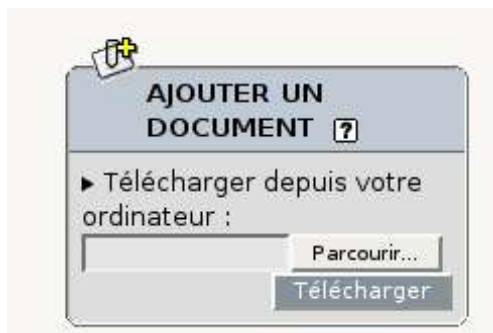 AJOUTER UN
DOCUMENT ?
▸ Télécharger depuis votre
ordinateur :
Parcourir...
Télécharger